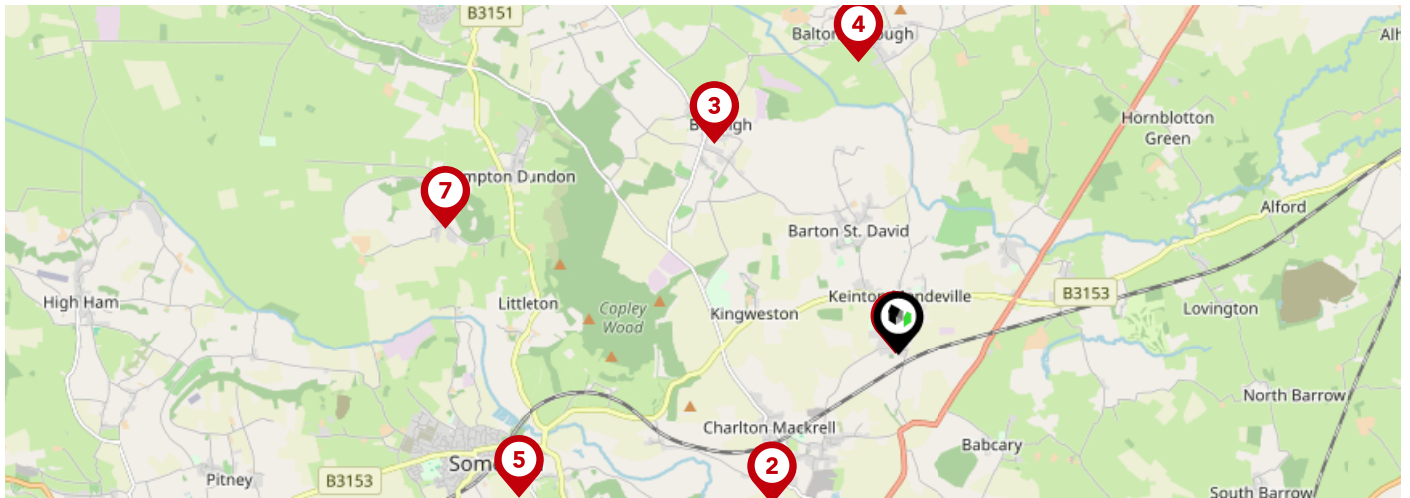 B3151
4
3
Hornblotton
Green
7
Alford
Barton St. David
High Ham
Littleton
Copley
Wood
Kingweston
B3153
Lovington
North Barrow
Charlton Mackrell
Babcary
5
2
Pitney
B3153
South Barrow